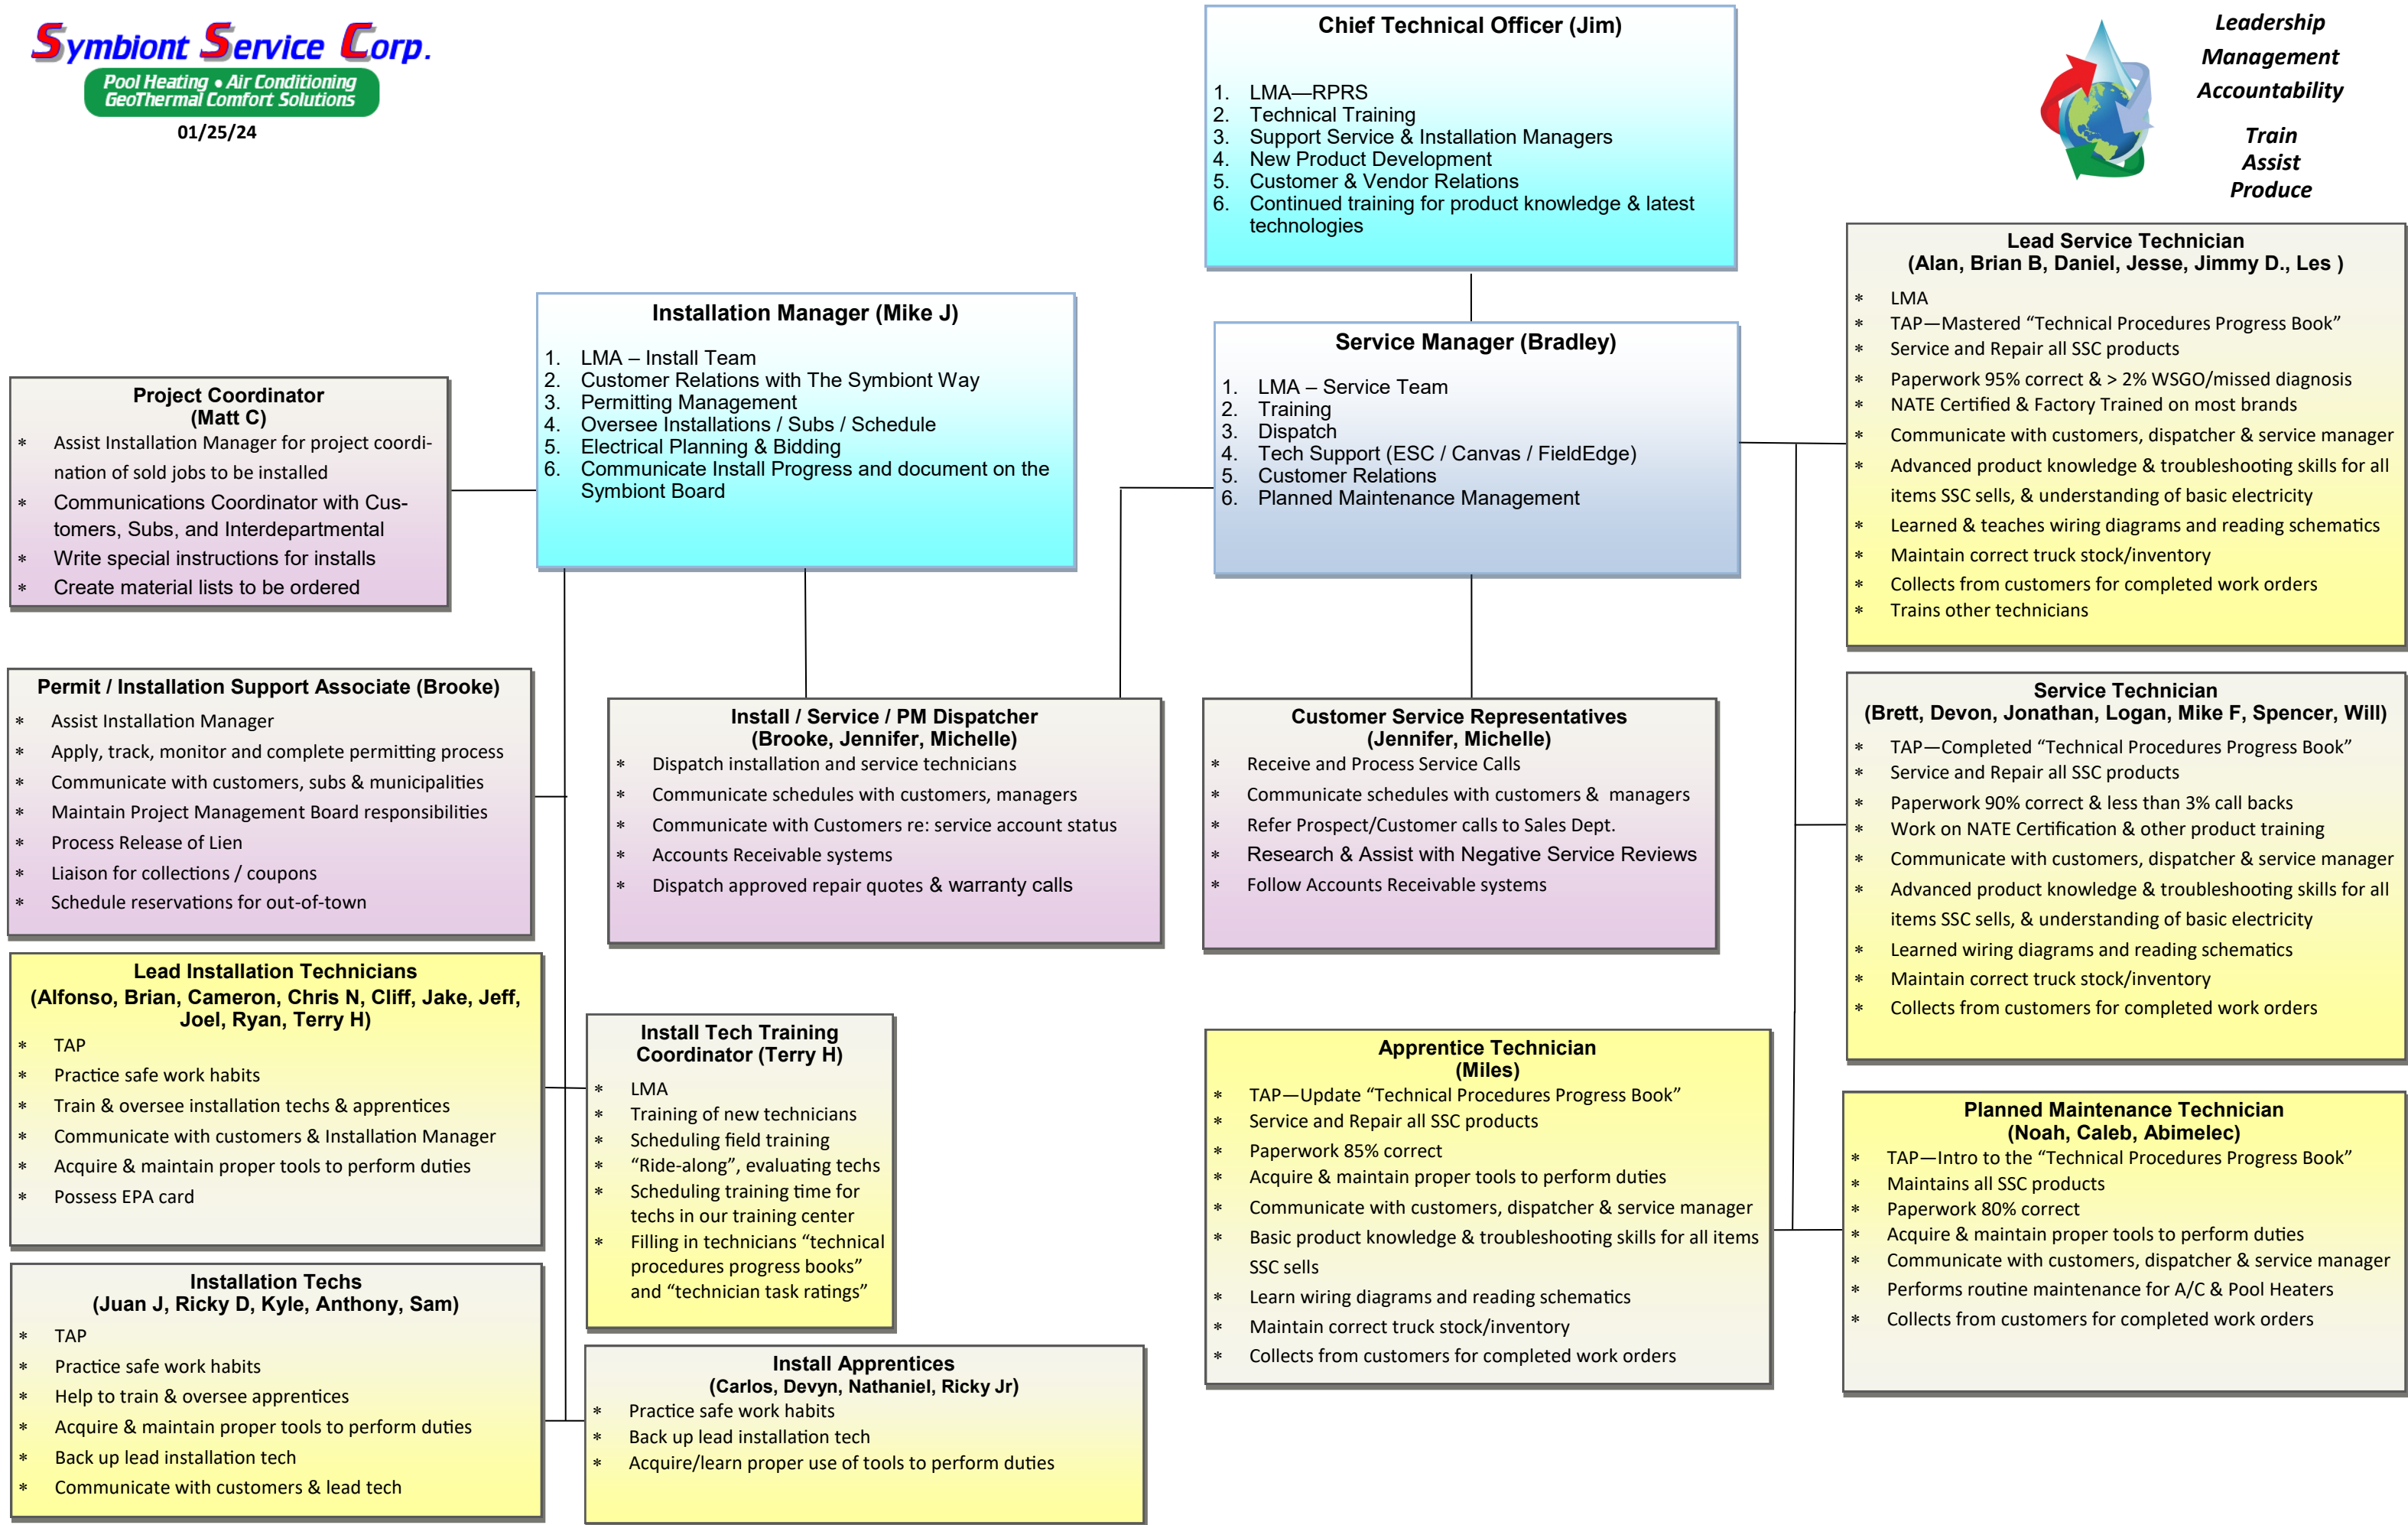 Symbiont Service Corp.
Pool Heating • Air Conditioning
GeoThermal Comfort Solutions
01/25/24
Chief Technical Officer (Jim)
1. LMA—RPRS
2. Technical Training
3. Support Service & Installation Managers
4. New Product Development
5. Customer & Vendor Relations
6. Continued training for product knowledge & latest
technologies
Leadership
Management
Accountability
Train
Assist
Produce
Installation Manager (Mike J)
1. LMA – Install Team
2. Customer Relations with The Symbiont Way
3. Permitting Management
4. Oversee Installations / Subs / Schedule
5. Electrical Planning & Bidding
6. Communicate Install Progress and document on the
Symbiont Board
Service Manager (Bradley)
1. LMA – Service Team
2. Training
3. Dispatch
4. Tech Support (ESC / Canvas / FieldEdge)
5. Customer Relations
6. Planned Maintenance Management
Lead Service Technician
(Alan, Brian B, Daniel, Jesse, Jimmy D., Les )
* LMA
* TAP—Mastered “Technical Procedures Progress Book”
* Service and Repair all SSC products
* Paperwork 95% correct & > 2% WSGO/missed diagnosis
* NATE Certified & Factory Trained on most brands
* Communicate with customers, dispatcher & service manager
* Advanced product knowledge & troubleshooting skills for all
items SSC sells, & understanding of basic electricity
* Learned & teaches wiring diagrams and reading schematics
* Maintain correct truck stock/inventory
* Collects from customers for completed work orders
* Trains other technicians
Project Coordinator
(Matt C)
* Assist Installation Manager for project coordi-
nation of sold jobs to be installed
* Communications Coordinator with Cus-
tomers, Subs, and Interdepartmental
* Write special instructions for installs
* Create material lists to be ordered
Permit / Installation Support Associate (Brooke)
* Assist Installation Manager
* Apply, track, monitor and complete permitting process
* Communicate with customers, subs & municipalities
* Maintain Project Management Board responsibilities
* Process Release of Lien
* Liaison for collections / coupons
* Schedule reservations for out-of-town
Install / Service / PM Dispatcher
(Brooke, Jennifer, Michelle)
* Dispatch installation and service technicians
* Communicate schedules with customers, managers
* Communicate with Customers re: service account status
* Accounts Receivable systems
* Dispatch approved repair quotes & warranty calls
Customer Service Representatives
(Jennifer, Michelle)
* Receive and Process Service Calls
* Communicate schedules with customers & managers
* Refer Prospect/Customer calls to Sales Dept.
* Research & Assist with Negative Service Reviews
* Follow Accounts Receivable systems
Service Technician
(Brett, Devon, Jonathan, Logan, Mike F, Spencer, Will)
* TAP—Completed “Technical Procedures Progress Book”
* Service and Repair all SSC products
* Paperwork 90% correct & less than 3% call backs
* Work on NATE Certification & other product training
* Communicate with customers, dispatcher & service manager
* Advanced product knowledge & troubleshooting skills for all
items SSC sells, & understanding of basic electricity
* Learned wiring diagrams and reading schematics
* Maintain correct truck stock/inventory
* Collects from customers for completed work orders
Lead Installation Technicians
(Alfonso, Brian, Cameron, Chris N, Cliff, Jake, Jeff,
Joel, Ryan, Terry H)
* TAP
* Practice safe work habits
* Train & oversee installation techs & apprentices
* Communicate with customers & Installation Manager
* Acquire & maintain proper tools to perform duties
* Possess EPA card
Install Tech Training
Coordinator (Terry H)
* LMA
* Training of new technicians
* Scheduling field training
* “Ride-along”, evaluating techs
* Scheduling training time for
techs in our training center
* Filling in technicians “technical
procedures progress books”
and “technician task ratings”
Apprentice Technician
(Miles)
* TAP—Update “Technical Procedures Progress Book”
* Service and Repair all SSC products
* Paperwork 85% correct
* Acquire & maintain proper tools to perform duties
* Communicate with customers, dispatcher & service manager
* Basic product knowledge & troubleshooting skills for all items
SSC sells
* Learn wiring diagrams and reading schematics
* Maintain correct truck stock/inventory
* Collects from customers for completed work orders
Planned Maintenance Technician
(Noah, Caleb, Abimelec)
* TAP—Intro to the “Technical Procedures Progress Book”
* Maintains all SSC products
* Paperwork 80% correct
* Acquire & maintain proper tools to perform duties
* Communicate with customers, dispatcher & service manager
* Performs routine maintenance for A/C & Pool Heaters
* Collects from customers for completed work orders
Installation Techs
(Juan J, Ricky D, Kyle, Anthony, Sam)
* TAP
* Practice safe work habits
* Help to train & oversee apprentices
* Acquire & maintain proper tools to perform duties
* Back up lead installation tech
* Communicate with customers & lead tech
Install Apprentices
(Carlos, Devyn, Nathaniel, Ricky Jr)
* Practice safe work habits
* Back up lead installation tech
* Acquire/learn proper use of tools to perform duties